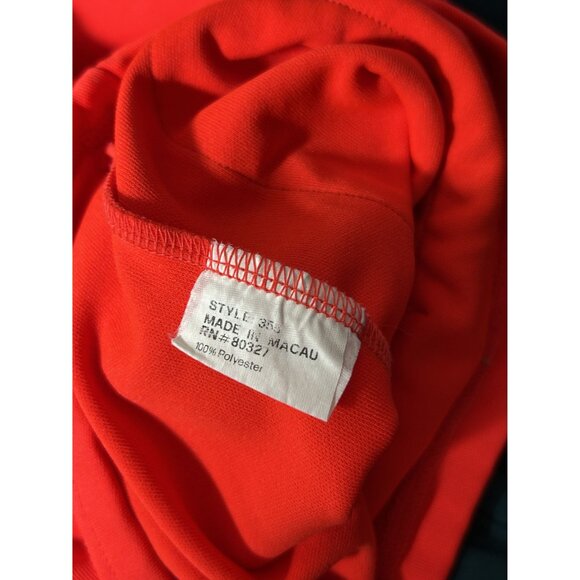 STYLE
MADE IN MACAU
RN# 80327
100% Polyester